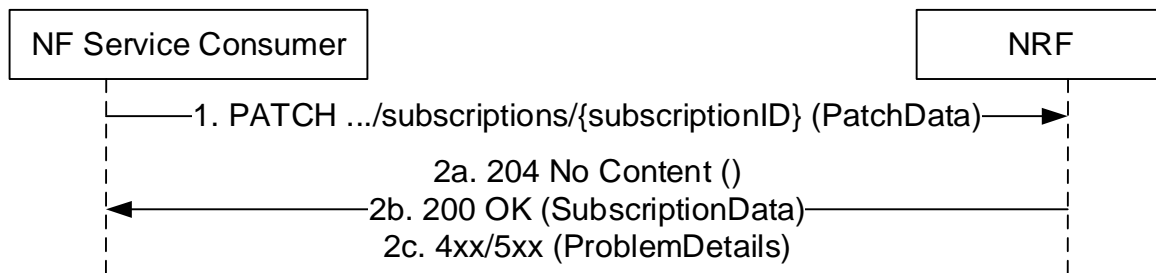 NF Service Consumer
NRF
1. PATCH .../subscriptions/{subscriptionID} (PatchData)
2a. 204 No Content ()
2b. 200 OK (SubscriptionData)
2c. 4xx/5xx (ProblemDetails)